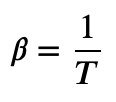 β = 1/T